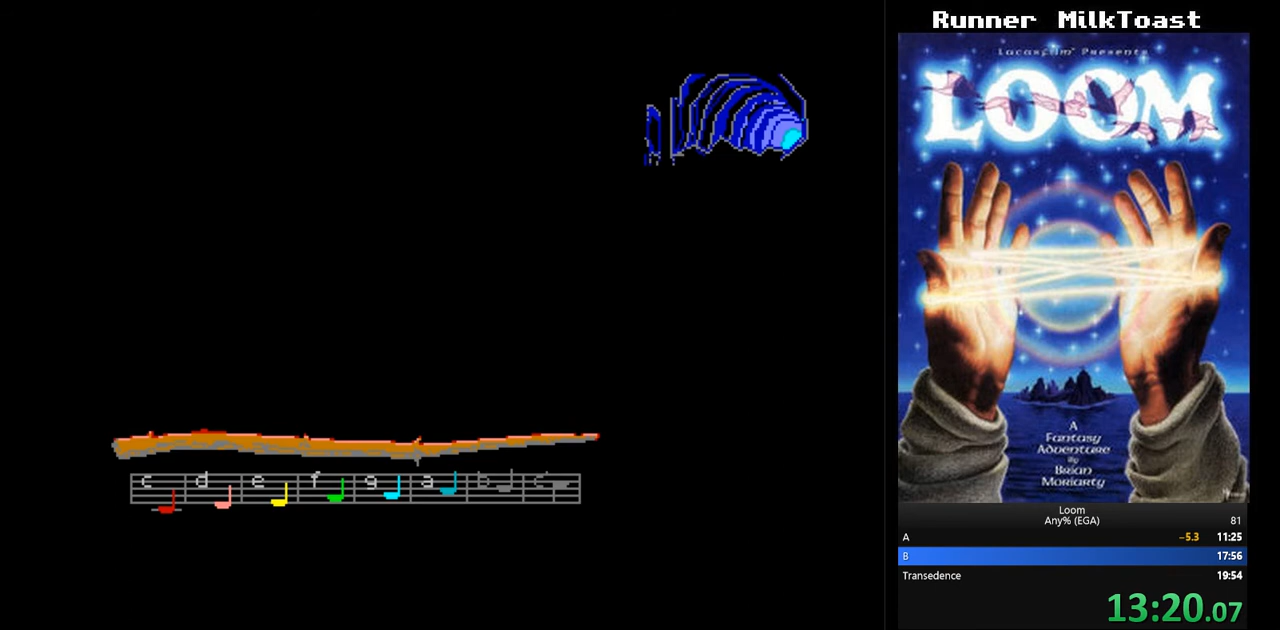 Runner MilkToast
Lucasfilm™ Presents
LOOM
A
Fantasy
Adventure
By
Brian
Moriarty
c d e f g a b c
Loom
Any% (EGA) 81
A −5.3 11:25
B 17:56
Transedence 19:54
13:20.07